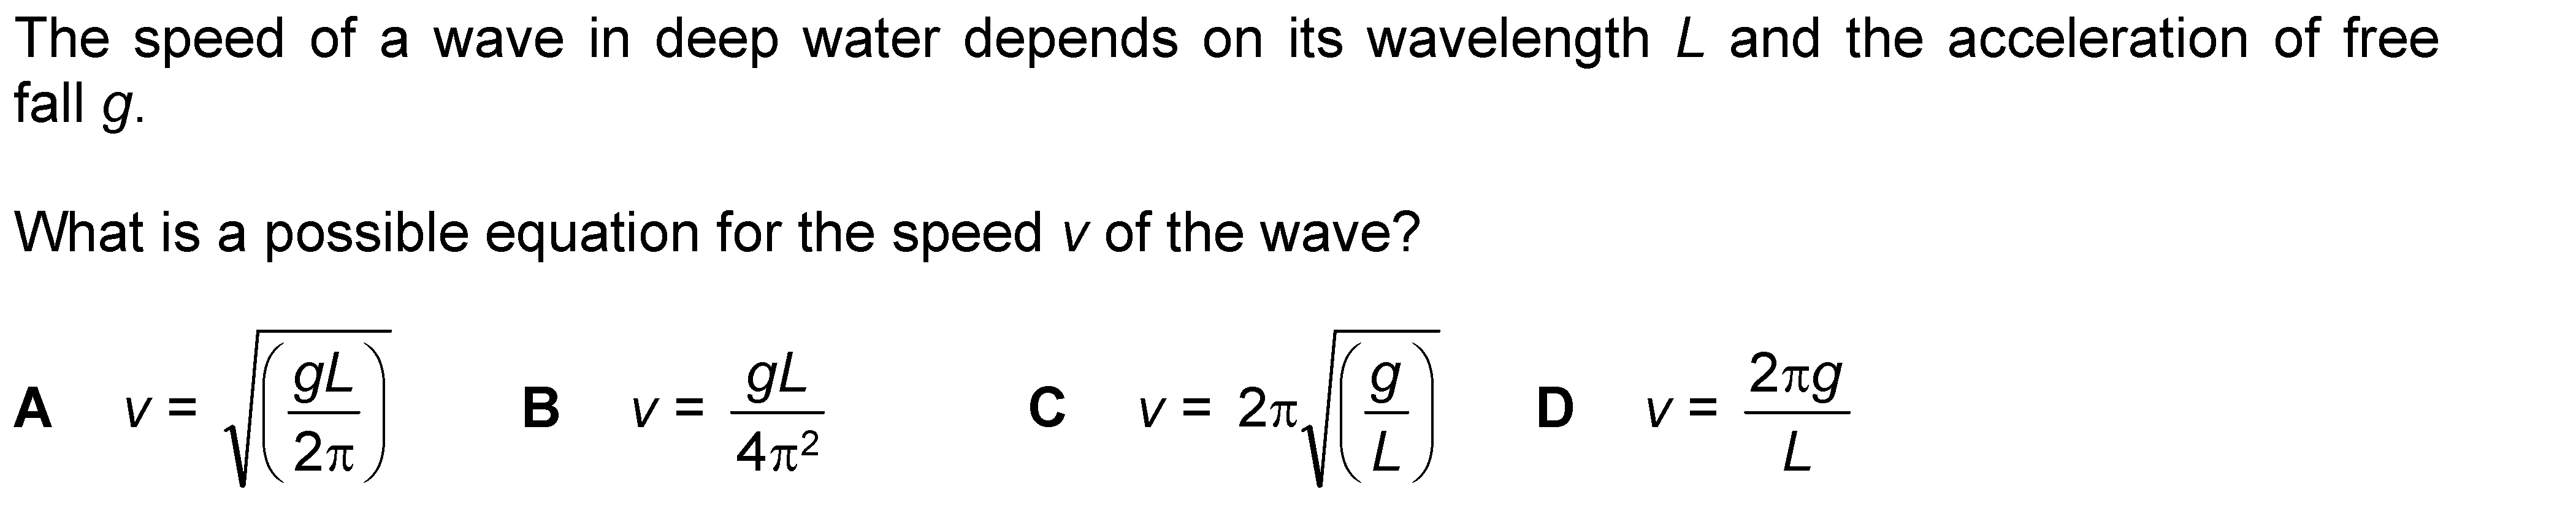 The speed of a wave in deep water depends on its wavelength L and the acceleration of free
fall g.
What is a possible equation for the speed v of the wave?
A v = √(gL/2π) B v = gL/4π² C v = 2π√(g/L) D v = 2πg/L